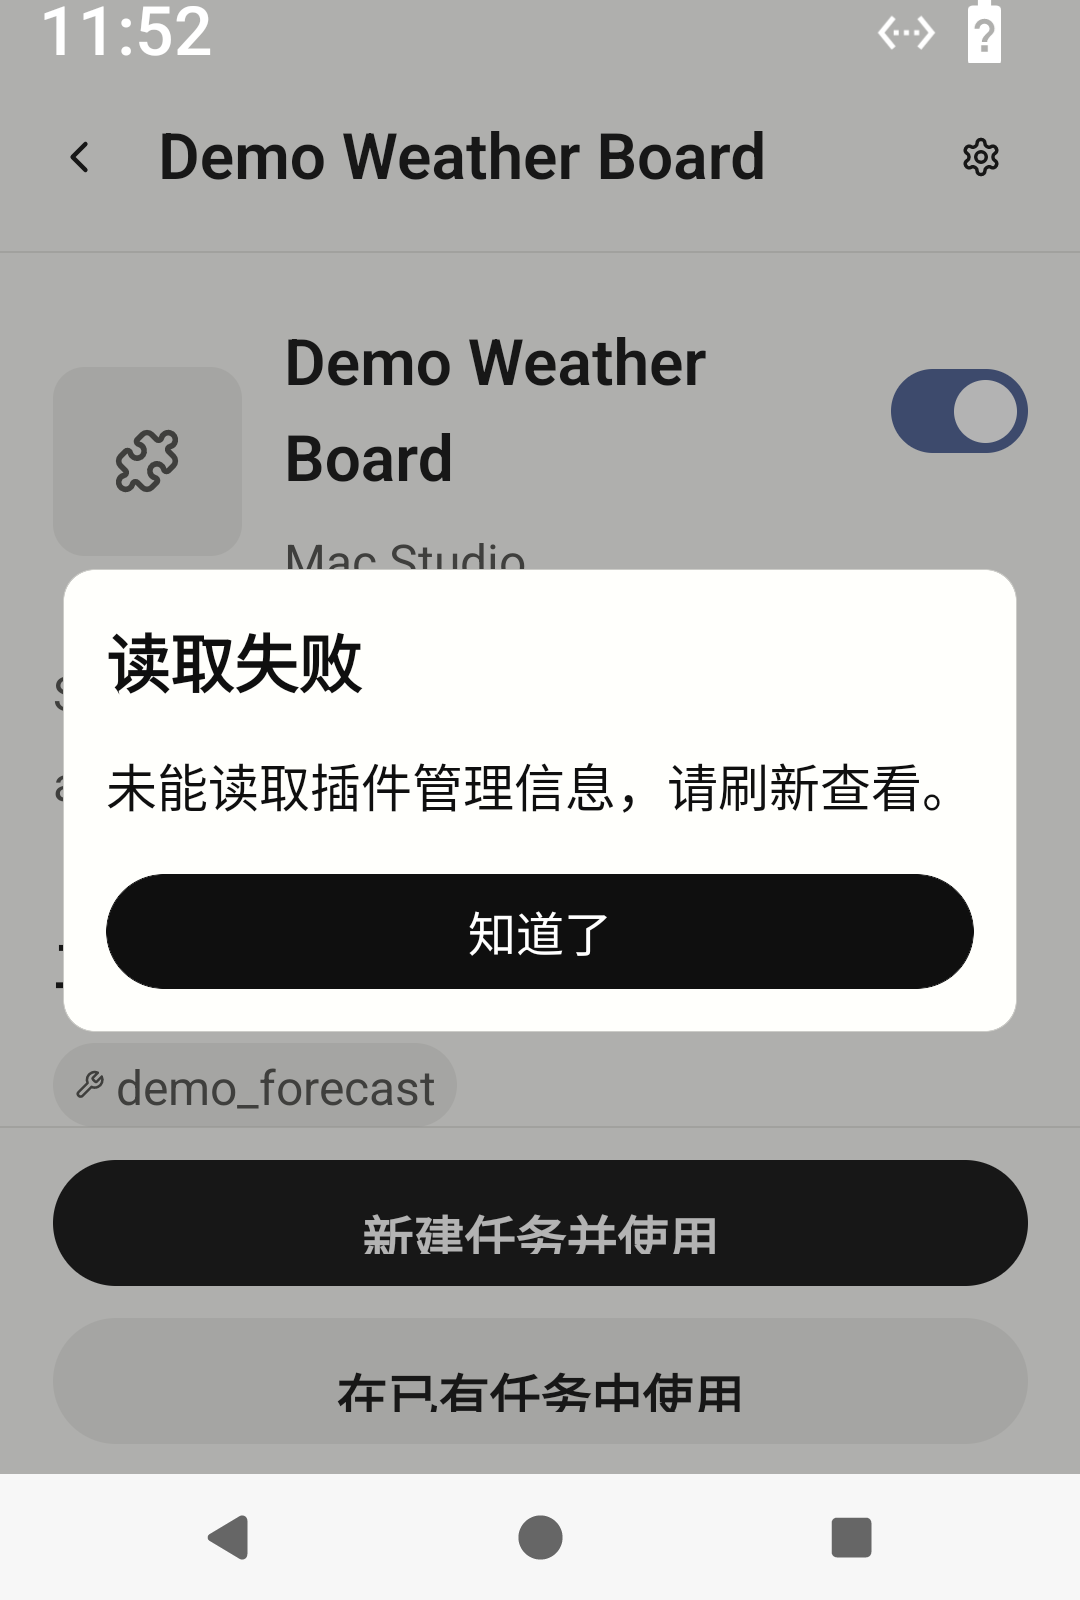 11:52
Demo Weather Board
Demo Weather
Board
Mac Studio
读取失败
未能读取插件管理信息，请刷新查看。
知道了
demo_forecast
新建任务并使用
在已有任务中使用